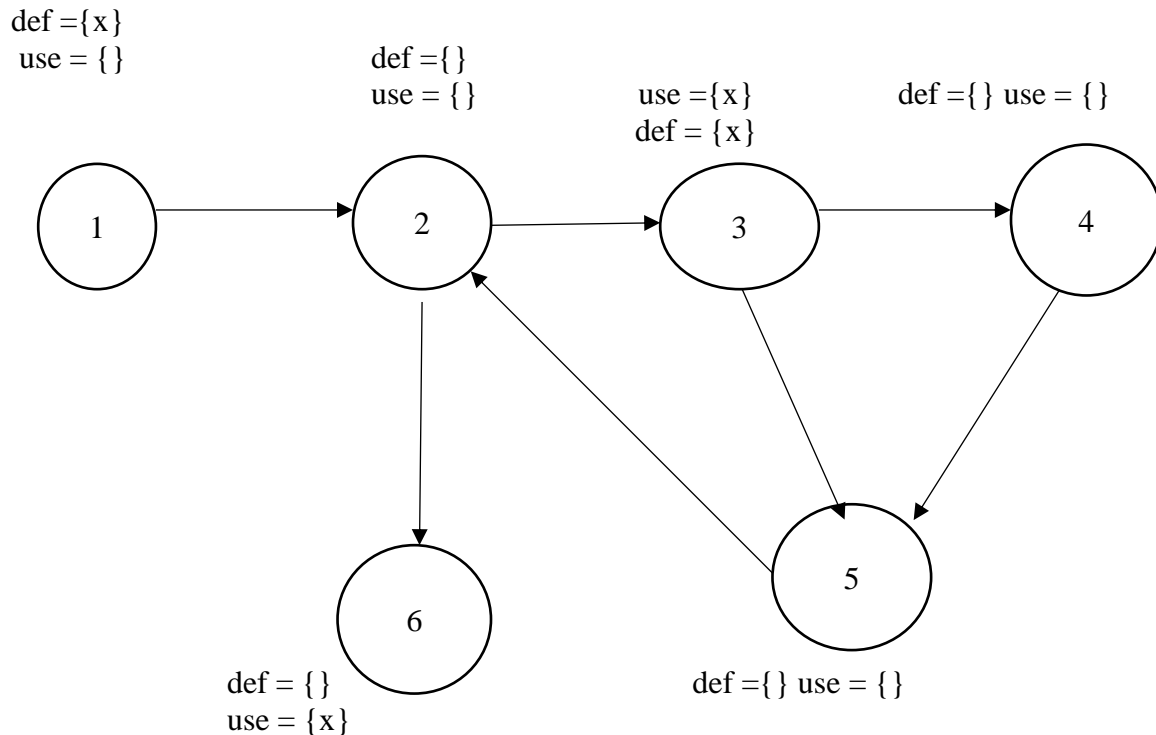 def ={x}
use = {}
def ={}
use = {}
use ={x}
def = {x}
def ={} use = {}
1
2
3
4
5
6
def = {}
use = {x}
def ={} use = {}